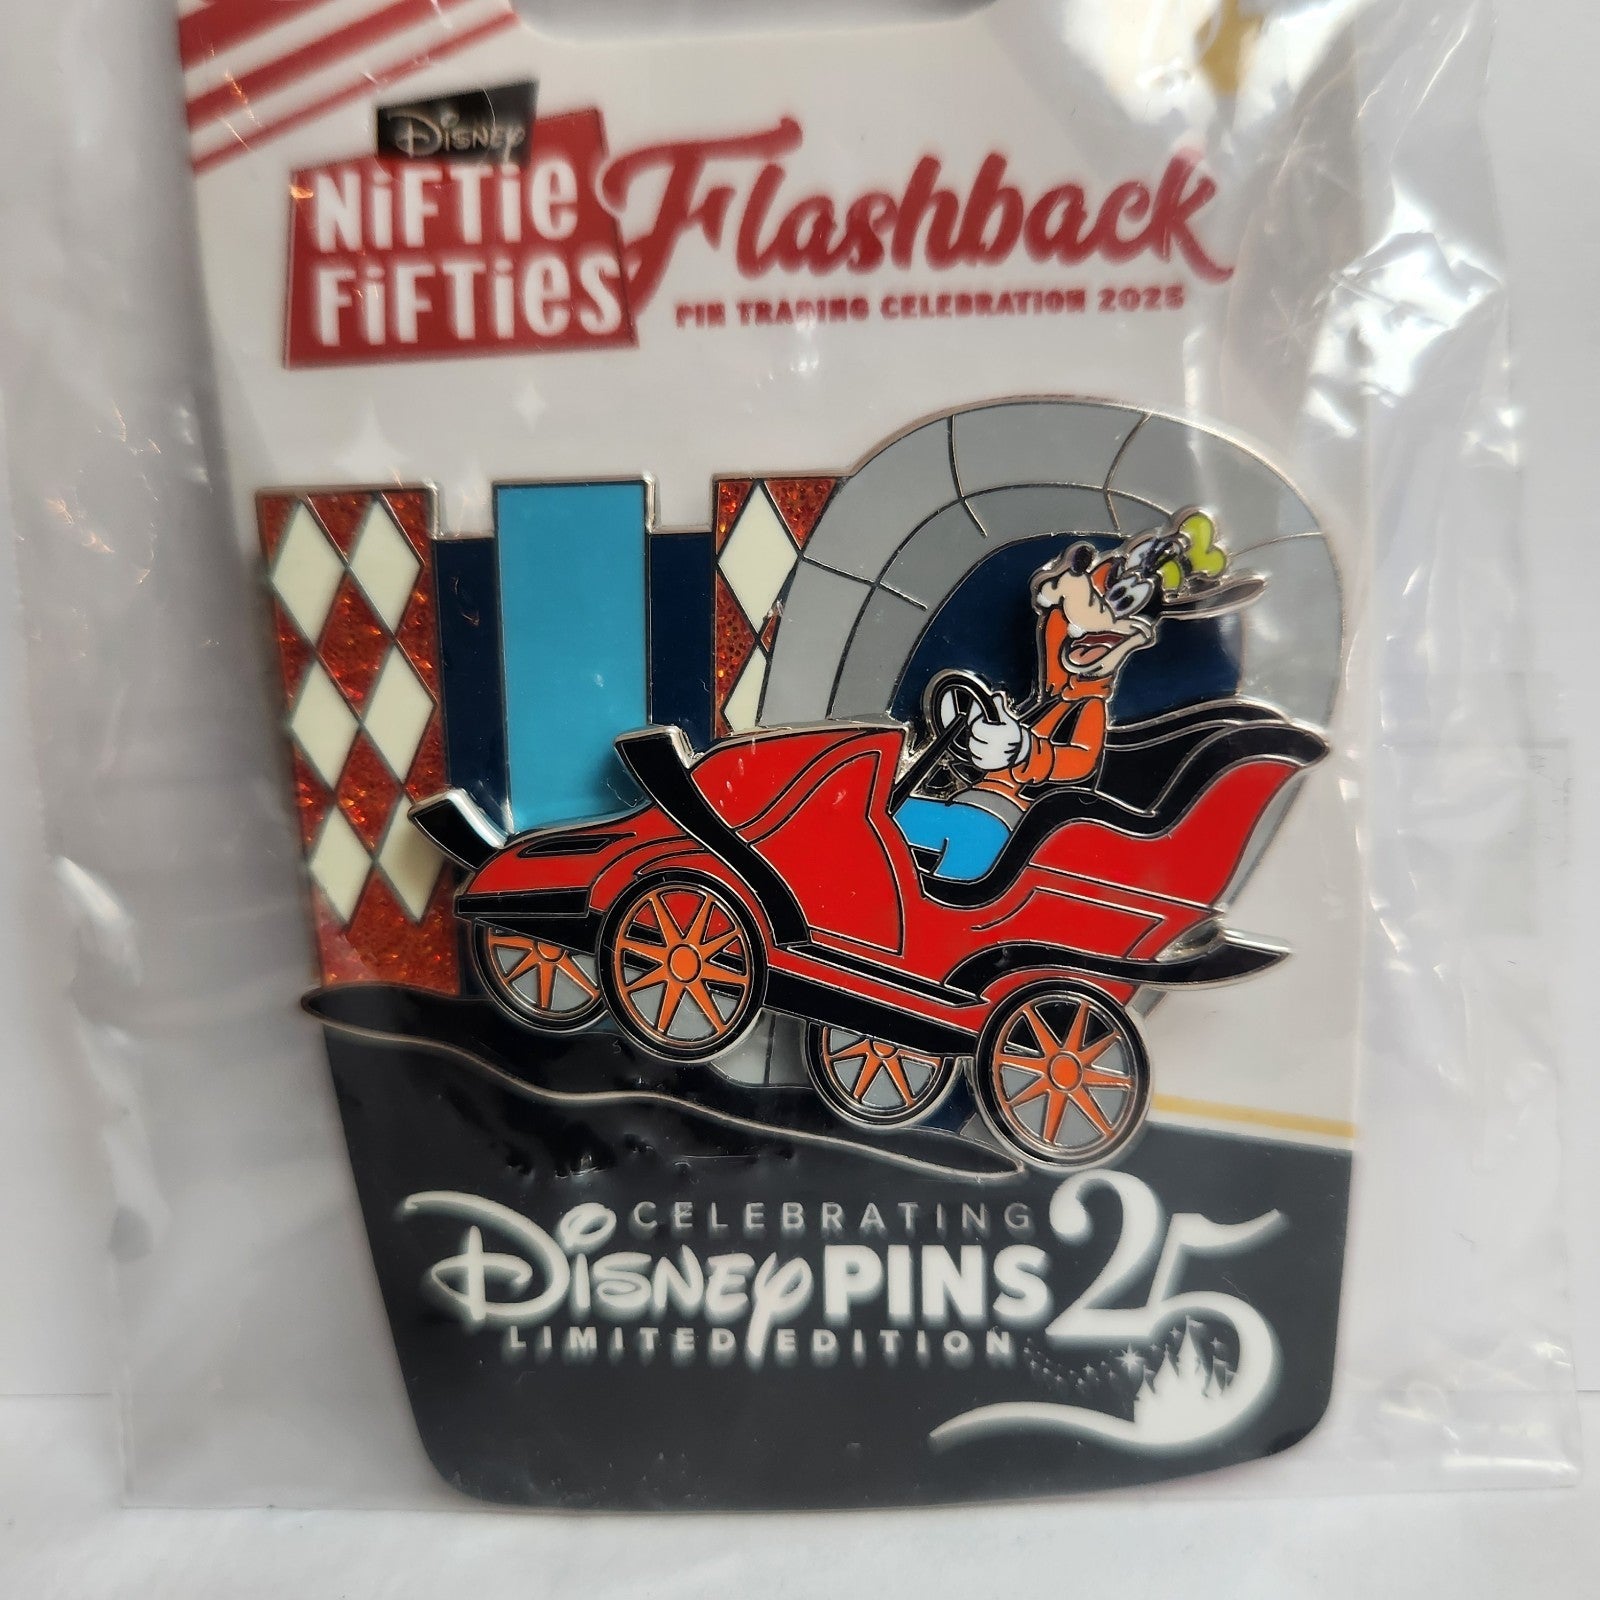 Disney
NiFTie
FiFTies
Flashback
PIN TRADING CELEBRATION 2025
CELEBRATING
Disney PINS 25
LIMITED EDITION